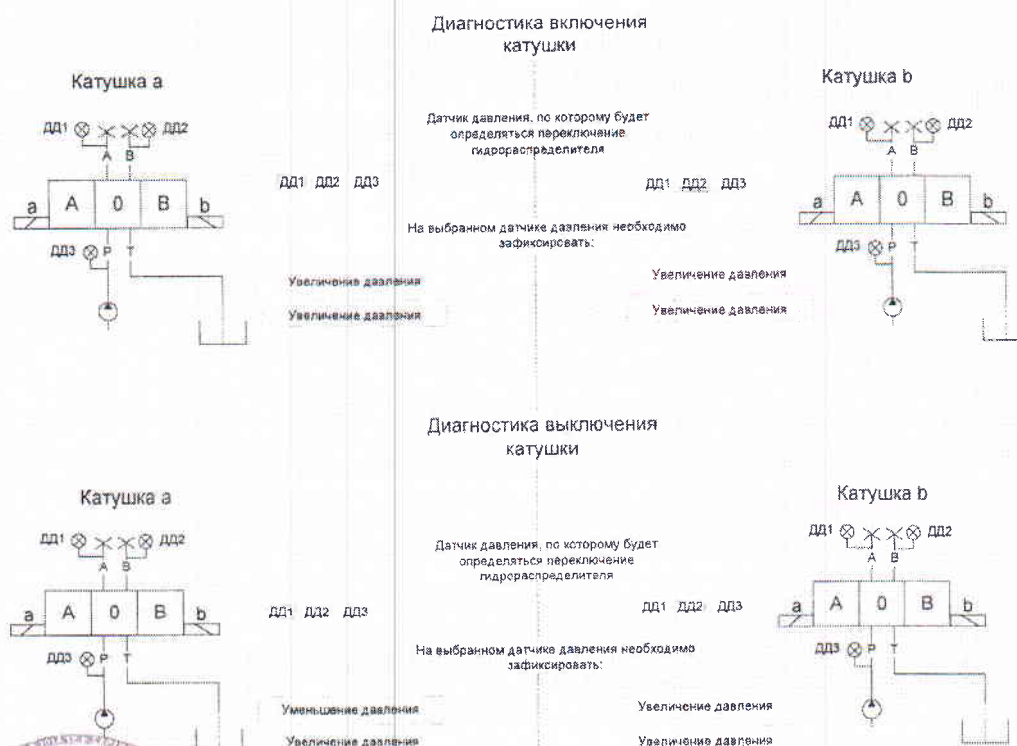 Диагностика включения
катушки
Катушка a
Катушка b
ДД1 ДД2
A B
a A 0 B b
ДД3 P T
Датчик давления, по которому будет
определяться переключение
гидрораспределителя
ДД1 ДД2 ДД3
ДД1 ДД2 ДД3
На выбранном датчике давления необходимо
зафиксировать:
Увеличение давления
Увеличение давления
Увеличение давления
Увеличение давления
ДД1 ДД2
A B
a A 0 B b
ДД3 P T
Диагностика выключения
катушки
Катушка a
Катушка b
ДД1 ДД2
A B
a A 0 B b
ДД3 P T
Датчик давления, по которому будет
определяться переключение
гидрораспределителя
ДД1 ДД2 ДД3
ДД1 ДД2 ДД3
На выбранном датчике давления необходимо
зафиксировать:
Уменьшение давления
Увеличение давления
Увеличение давления
Увеличение давления
ДД1 ДД2
A B
a A 0 B b
ДД3 P T